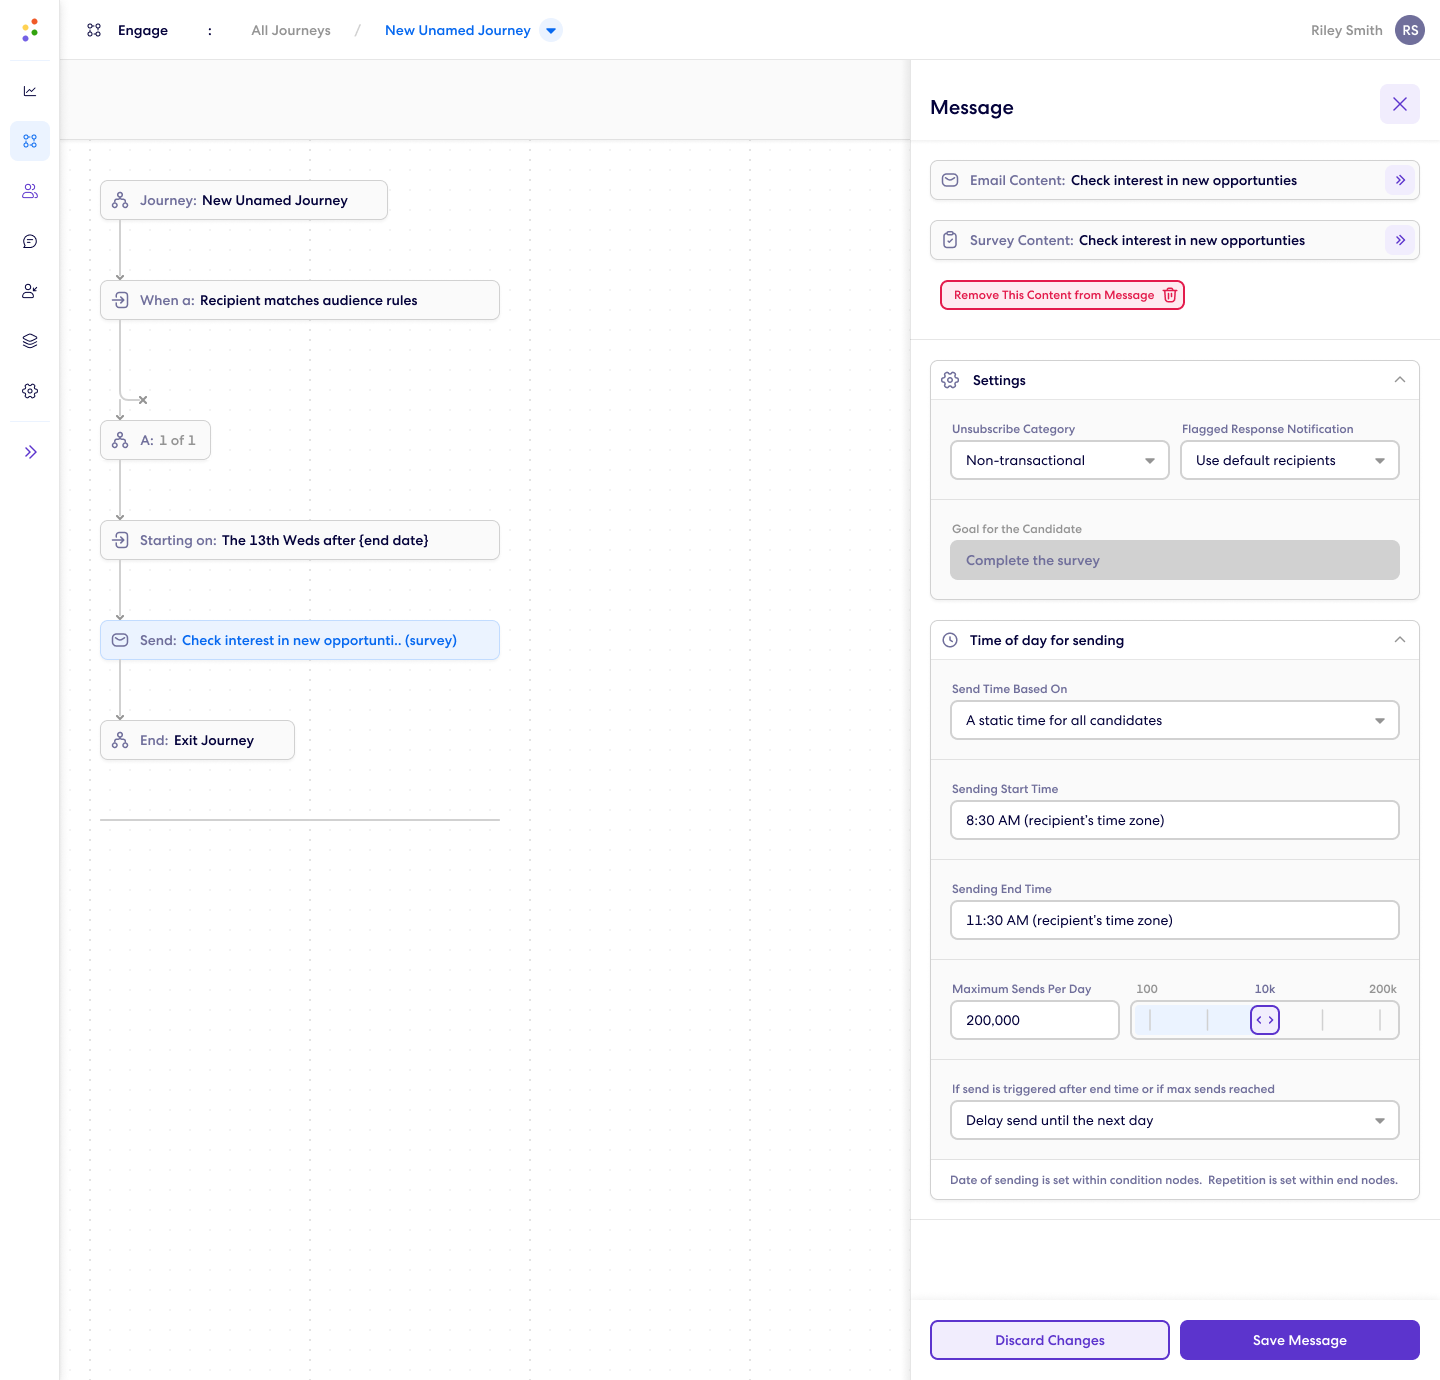 Engage : All Journeys / New Unamed Journey
Riley Smith RS
Journey: New Unamed Journey
When a: Recipient matches audience rules
A: 1 of 1
Starting on: The 13th Weds after {end date}
Send: Check interest in new opportunti.. (survey)
End: Exit Journey
Message
Email Content: Check interest in new opportunties
Survey Content: Check interest in new opportunties
Remove This Content from Message
Settings
Unsubscribe Category Flagged Response Notification
Non-transactional Use default recipients
Goal for the Candidate
Complete the survey
Time of day for sending
Send Time Based On
A static time for all candidates
Sending Start Time
8:30 AM (recipient's time zone)
Sending End Time
11:30 AM (recipient's time zone)
Maximum Sends Per Day 100 10k 200k
200,000
If send is triggered after end time or if max sends reached
Delay send until the next day
Date of sending is set within condition nodes. Repetition is set within end nodes.
Discard Changes Save Message